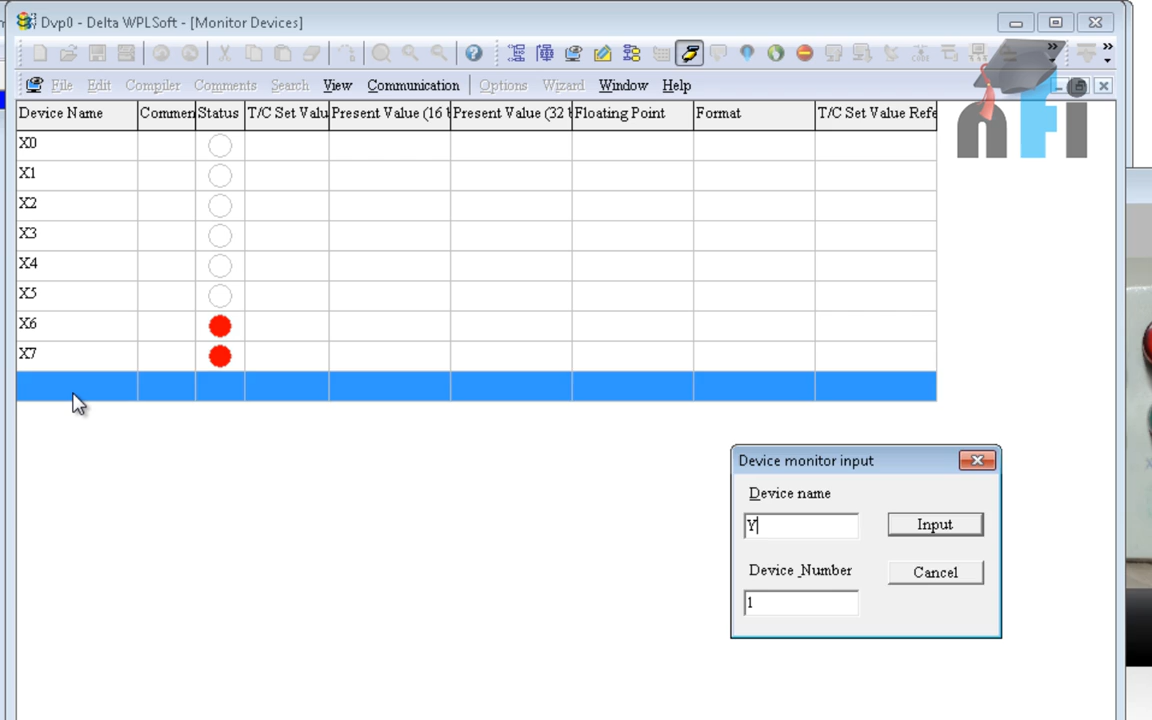 Dvp0 - Delta WPLSoft - [Monitor Devices]
File Edit Compiler Comments Search View Communication Options Wizard Window Help
Device Name Commen Status T/C Set Valu Present Value (16 Present Value (32 Floating Point Format T/C Set Value Refe
X0
X1
X2
X3
X4
X5
X6
X7
nfi
Device monitor input
Device name
Y
Input
Device Number
1
Cancel